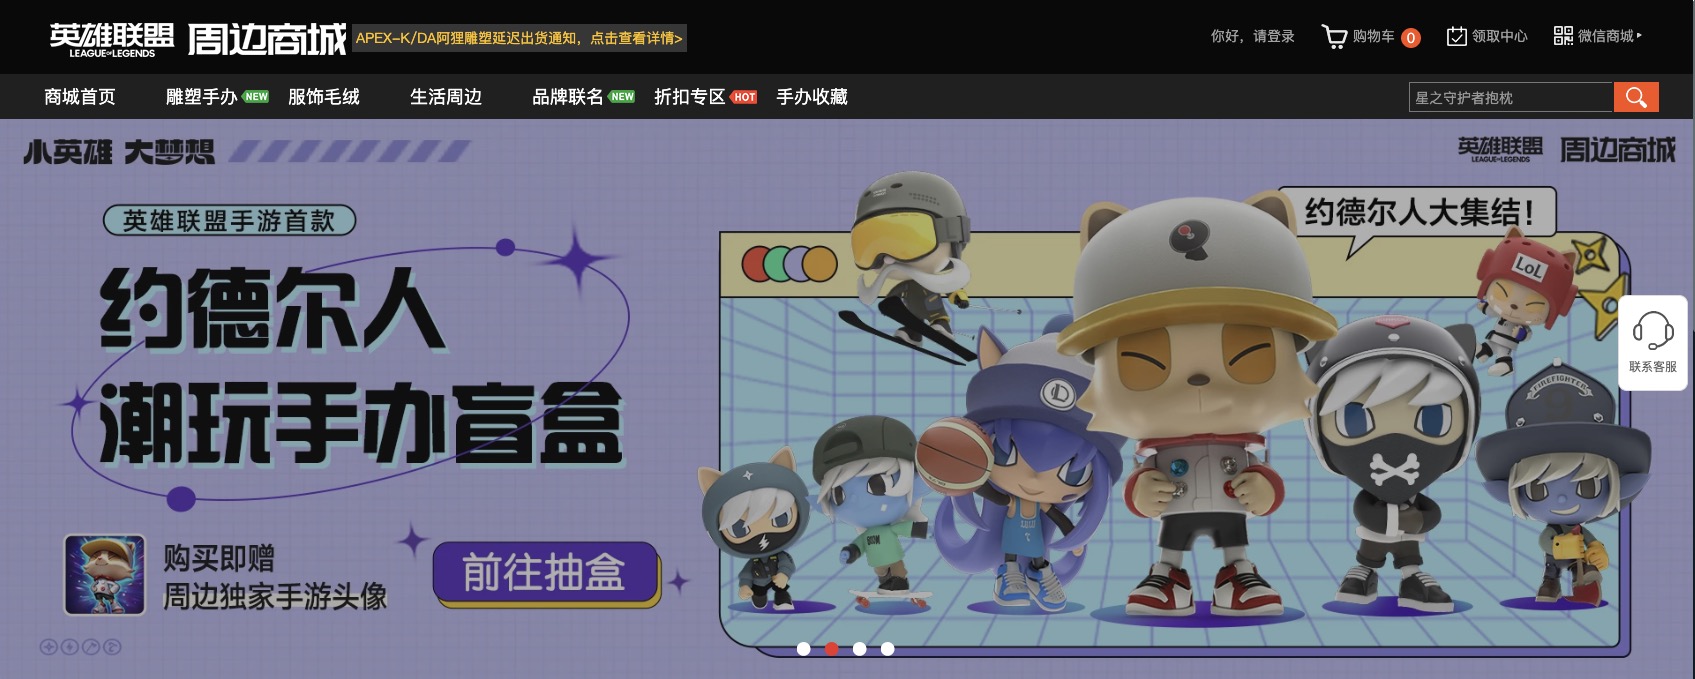 英雄联盟 周边商城
LEAGUE OF LEGENDS
APEX-K/DA阿狸雕塑延迟出货通知，点击查看详情>
你好，请登录
购物车 0
领取中心
微信商城
商城首页 雕塑手办 NEW 服饰毛绒 生活周边 品牌联名 NEW 折扣专区 HOT 手办收藏
星之守护者抱枕
小英雄 大梦想
英雄联盟 周边商城
LEAGUE OF LEGENDS
英雄联盟手游首款
约德尔人
潮玩手办盲盒
购买即赠
周边独家手游头像
前往抽盒
约德尔人大集结！
LoL
FIREFIGHTER
联系客服